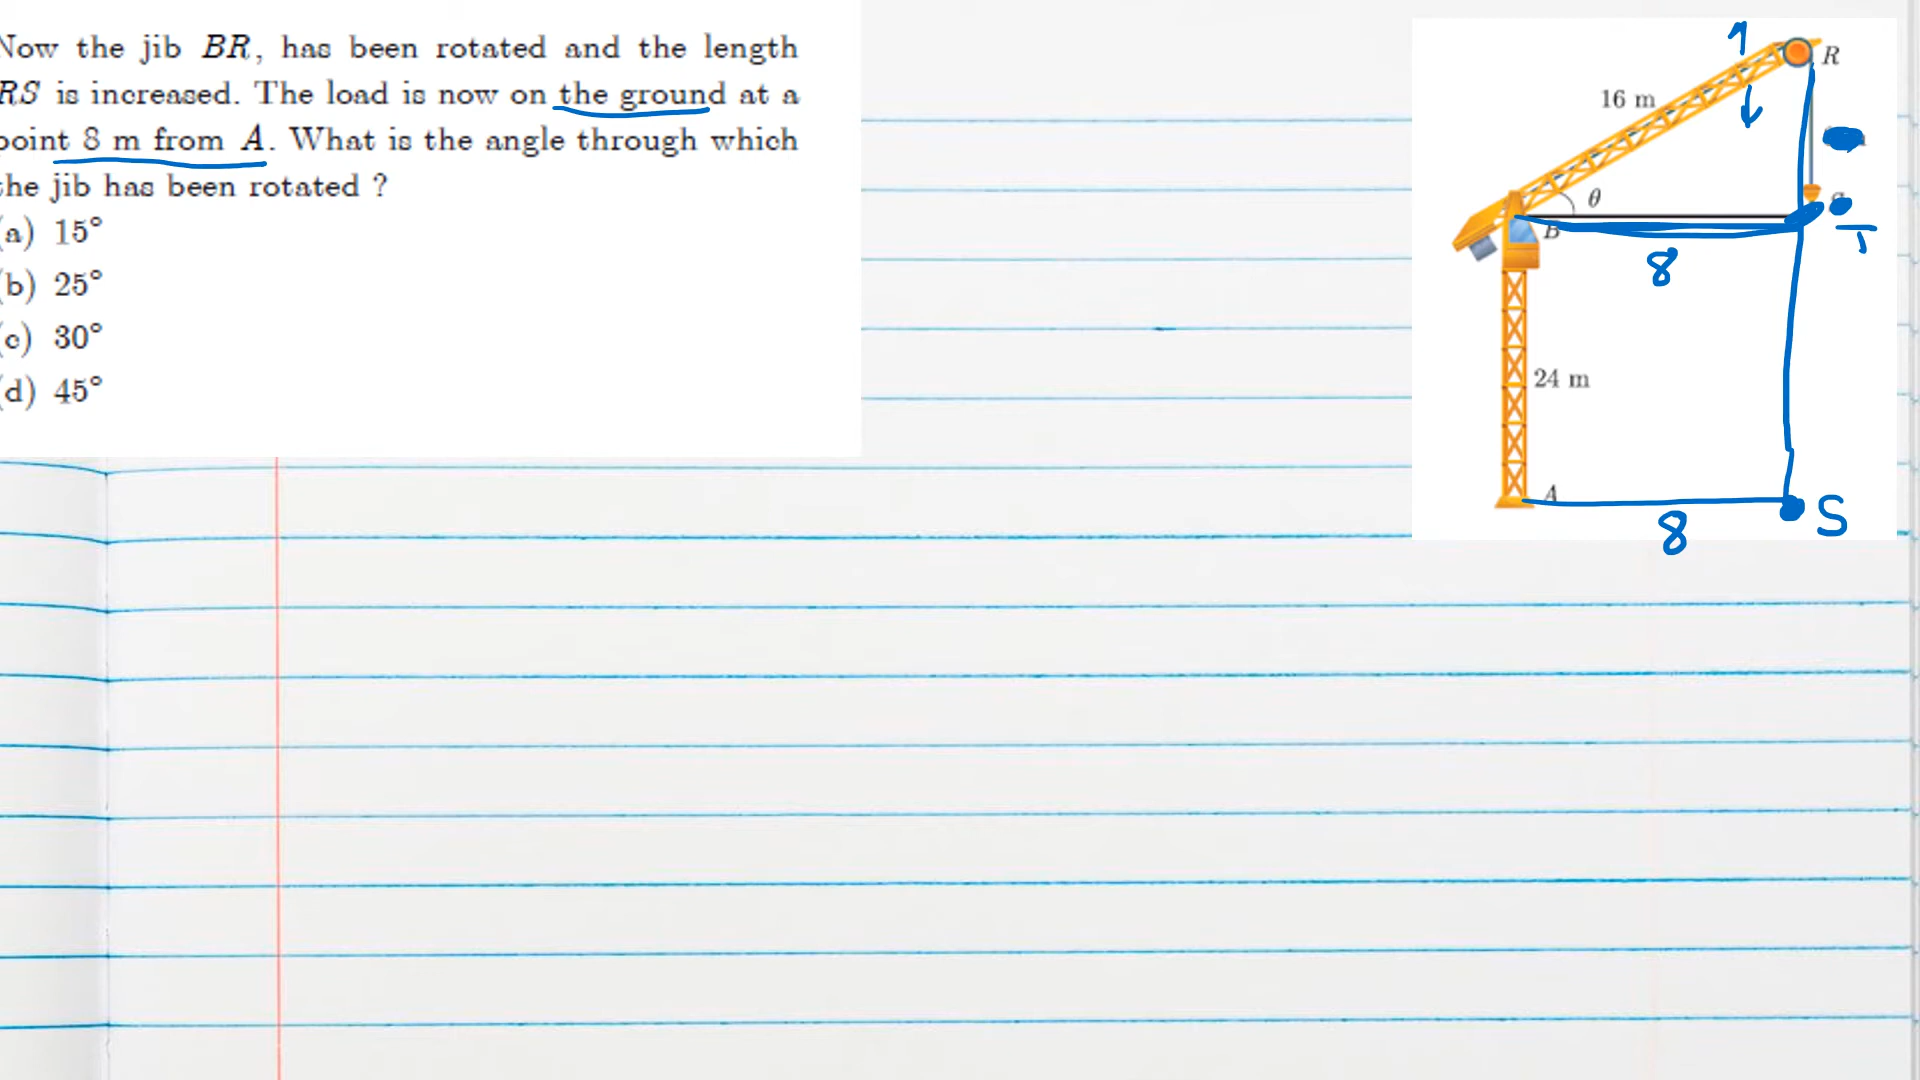 Now the jib BR, has been rotated and the length
RS is increased. The load is now on the ground at a
point 8 m from A. What is the angle through which
the jib has been rotated ?
(a) 15°
(b) 25°
(c) 30°
(d) 45°
R
16 m
θ
B
T
8
24 m
A
S
8